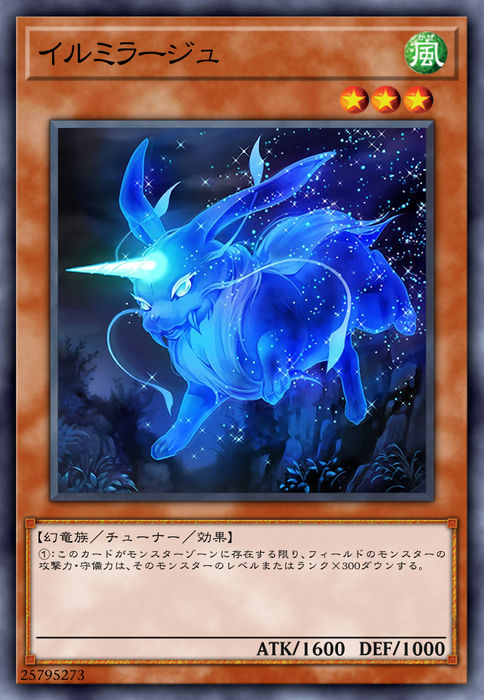 イルミラージュ
かぜ
風
【幻竜族/チューナー/効果】
①:このカードがモンスターゾーンに存在する限り、フィールドのモンスターの
攻撃力・守備力は、そのモンスターのレベルまたはランク×300ダウンする。
ATK/1600 DEF/1000
25795273